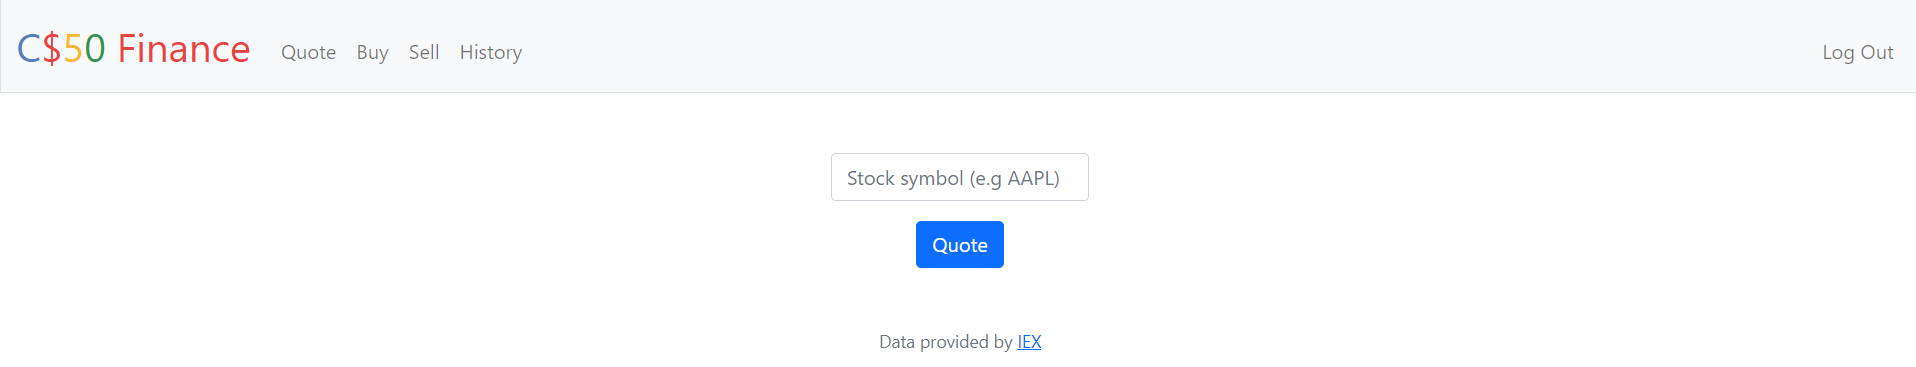 C$50 Finance Quote Buy Sell History Log Out
Stock symbol (e.g AAPL)
Quote
Data provided by IEX